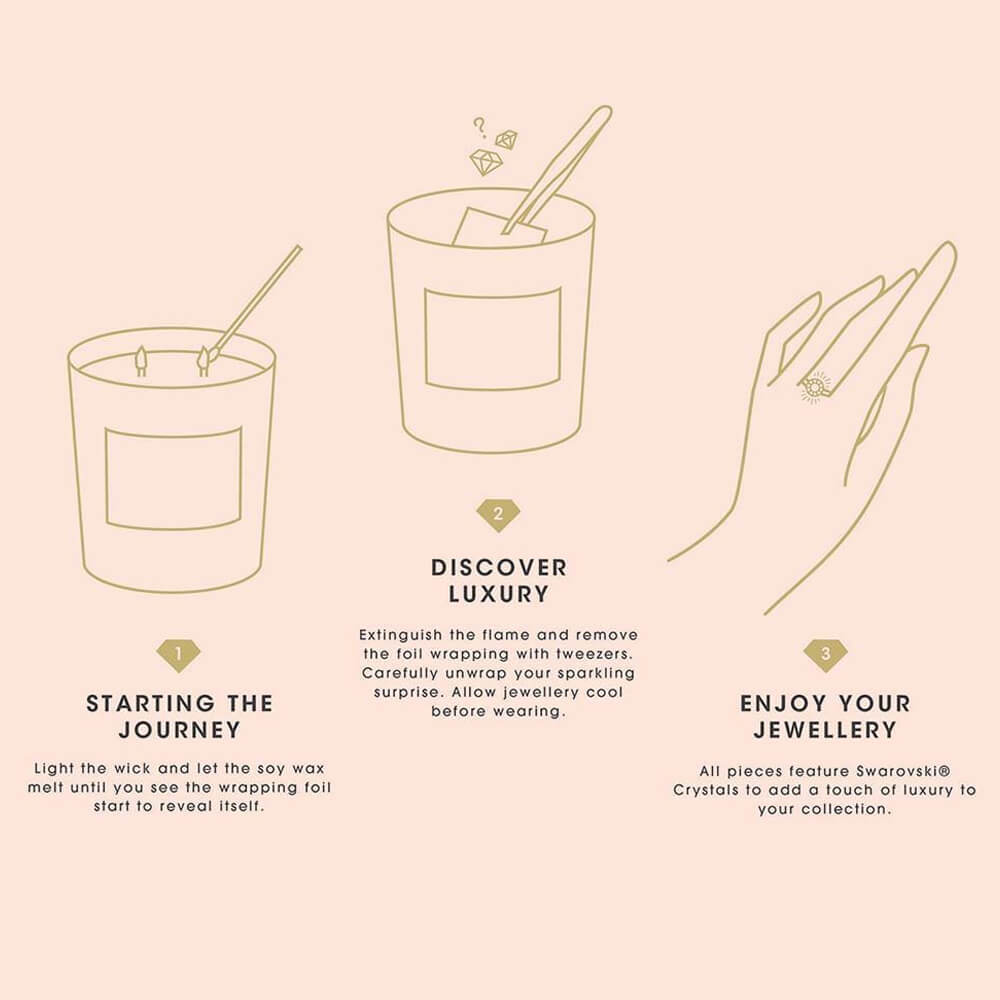 1
STARTING THE
JOURNEY
Light the wick and let the soy wax
melt until you see the wrapping foil
start to reveal itself.
?
2
DISCOVER
LUXURY
Extinguish the flame and remove
the foil wrapping with tweezers.
Carefully unwrap your sparkling
surprise. Allow jewellery cool
before wearing.
3
ENJOY YOUR
JEWELLERY
All pieces feature Swarovski®
Crystals to add a touch of luxury to
your collection.